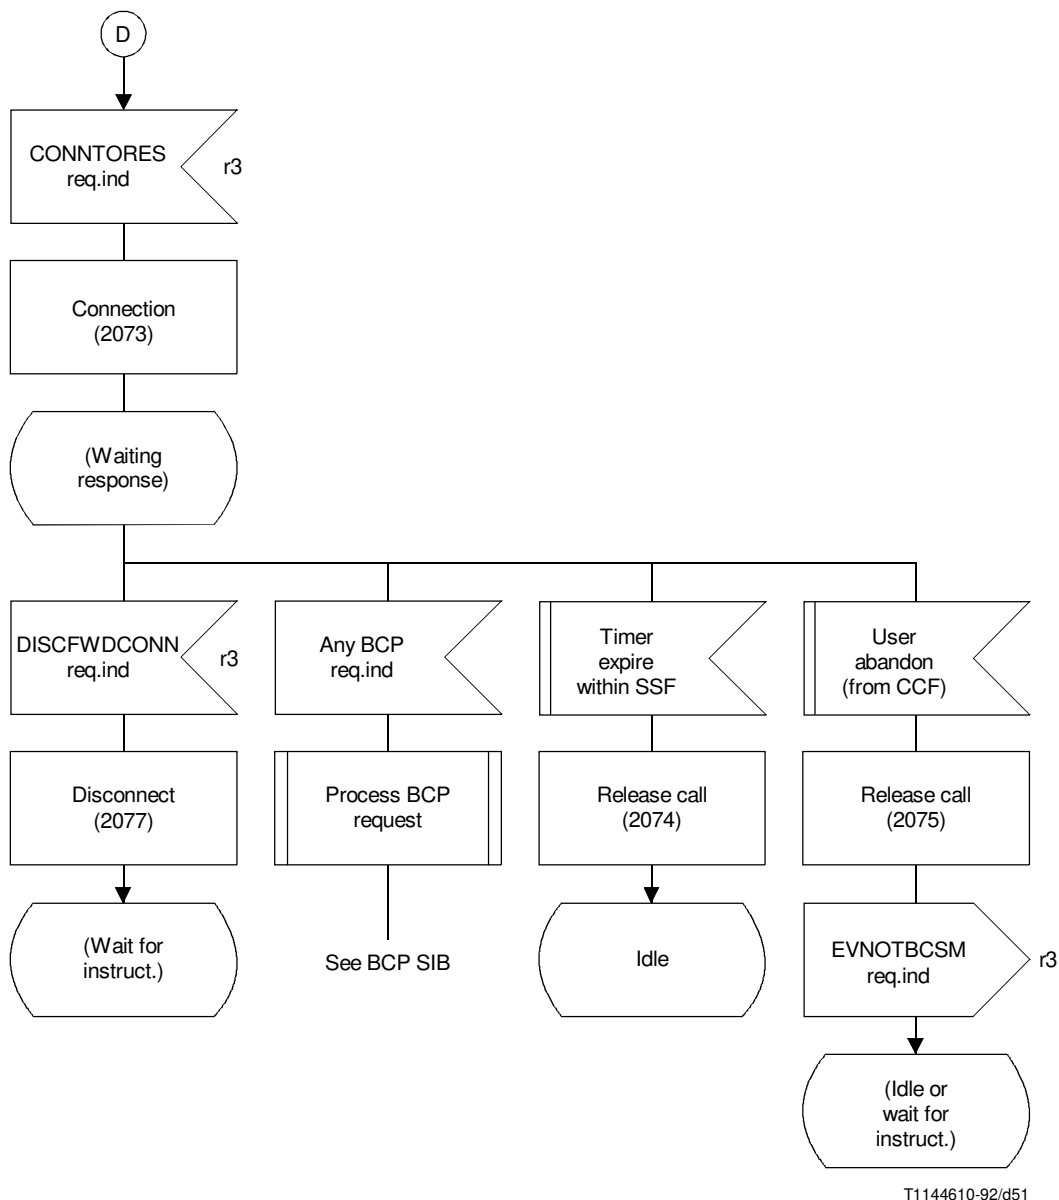 D
CONNTORES
req.ind
r3
Connection
(2073)
(Waiting
response)
DISCFWDCONN
req.ind
r3
Any BCP
req.ind
Timer
expire
within SSF
User
abandon
(from CCF)
Disconnect
(2077)
Process BCP
request
Release call
(2074)
Release call
(2075)
(Wait for
instruct.)
See BCP SIB
Idle
EVNOTBCSM
req.ind
r3
(Idle or
wait for
instruct.)
T1144610-92/d51